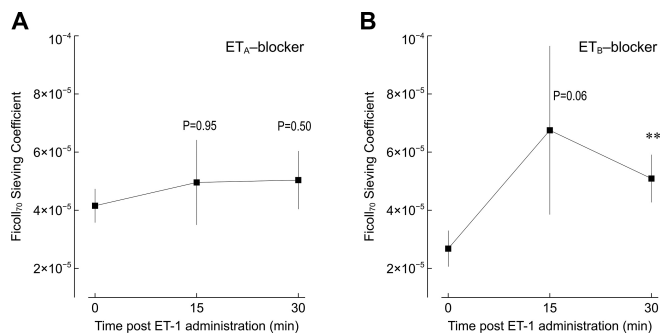 A
ET_A–blocker
10⁻⁴
8×10⁻⁵
6×10⁻⁵
4×10⁻⁵
2×10⁻⁵
Ficoll₇₀ Sieving Coefficient
P=0.95
P=0.50
0
15
30
Time post ET-1 administration (min)
B
ET_B–blocker
10⁻⁴
8×10⁻⁵
6×10⁻⁵
4×10⁻⁵
2×10⁻⁵
Ficoll₇₀ Sieving Coefficient
P=0.06
**
0
15
30
Time post ET-1 administration (min)